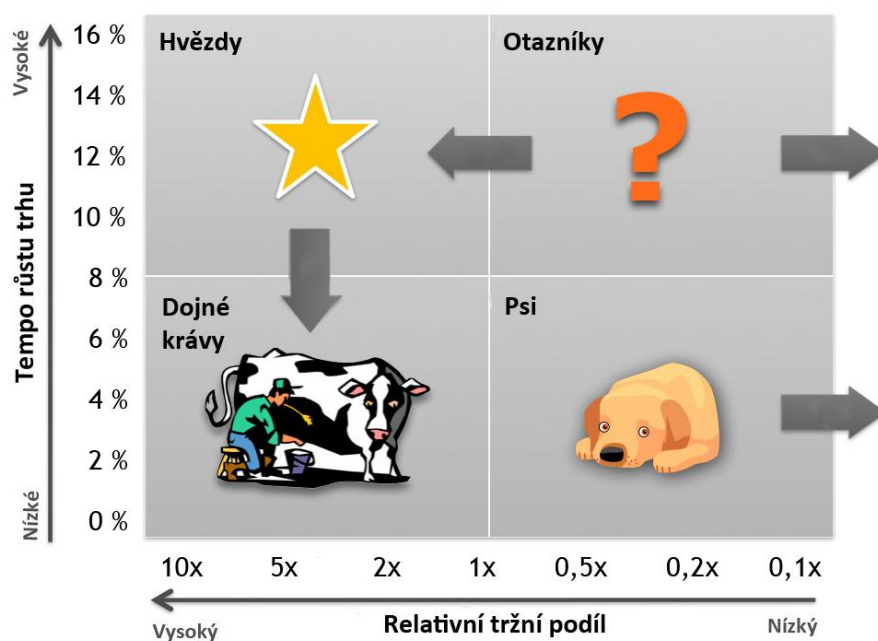 Vysoké
Tempo růstu trhu
Nízké
16 %
14 %
12 %
10 %
8 %
6 %
4 %
2 %
0 %
Hvězdy
Otazníky
?
Dojné
krávy
Psi
10x
5x
2x
1x
0,5x
0,2x
0,1x
Vysoký
Relativní tržní podíl
Nízký